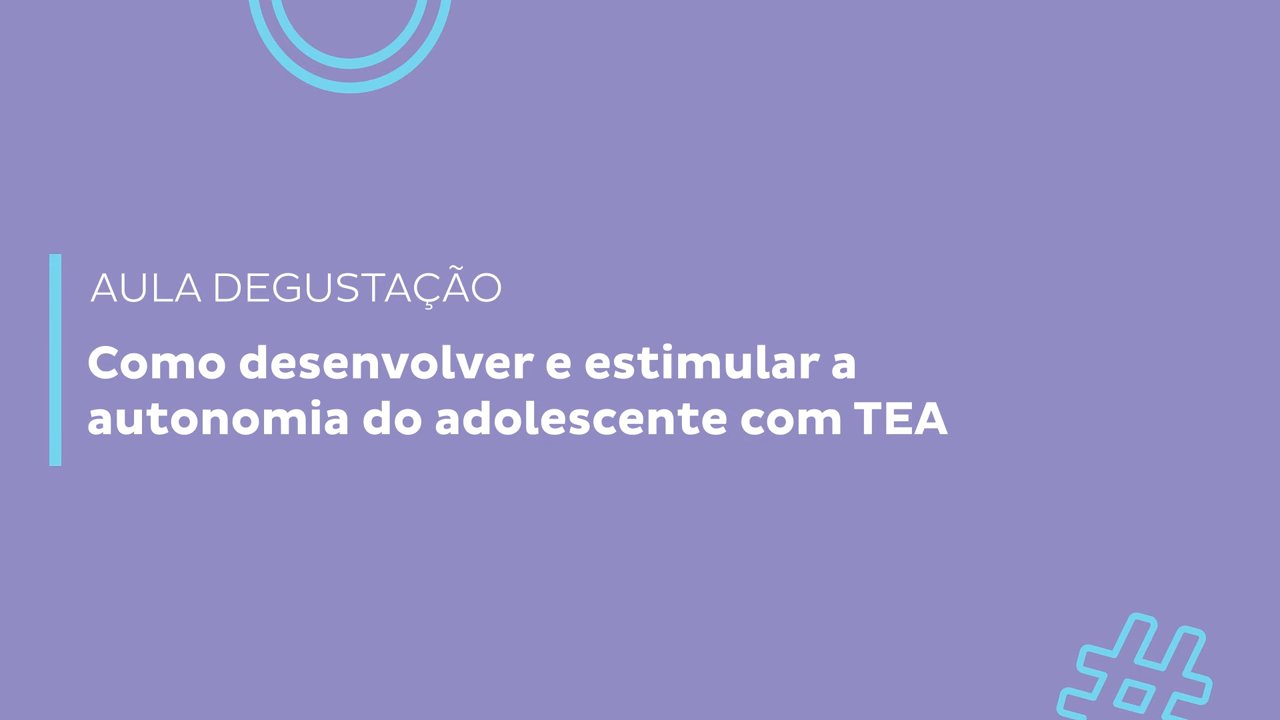 AULA DEGUSTAÇÃO
Como desenvolver e estimular a
autonomia do adolescente com TEA